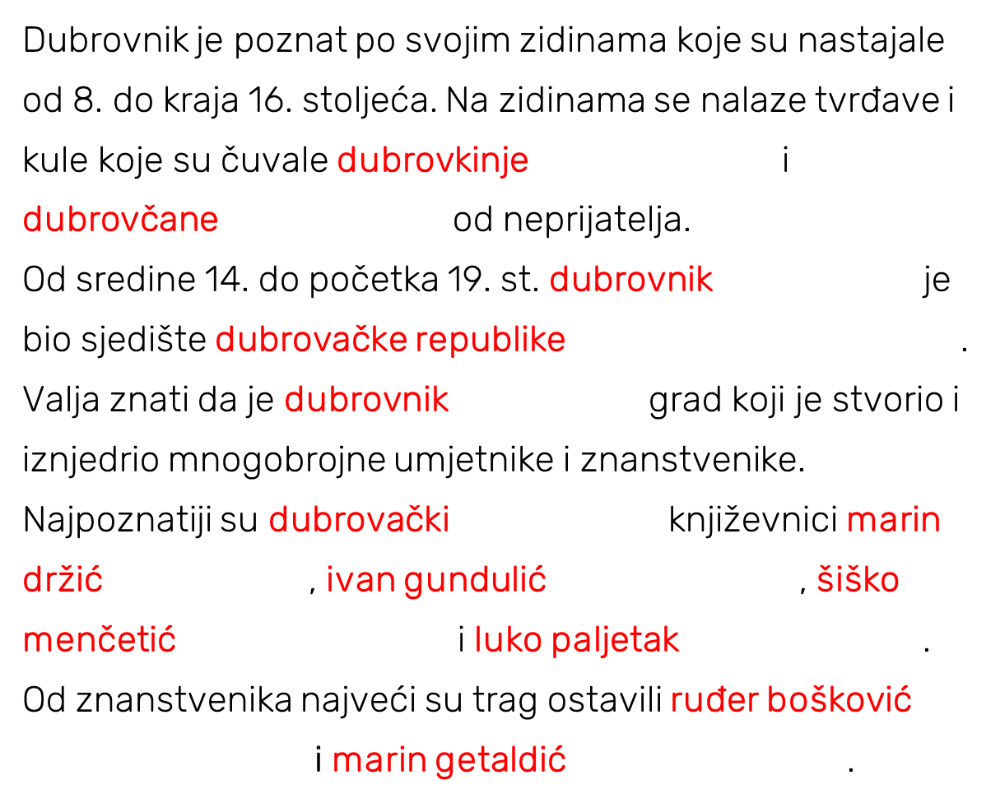 Dubrovnik je poznat po svojim zidinama koje su nastajale
od 8. do kraja 16. stoljeća. Na zidinama se nalaze tvrđave i
kule koje su čuvale dubrovkinje i
dubrovčane od neprijatelja.
Od sredine 14. do početka 19. st. dubrovnik je
bio sjedište dubrovačke republike .
Valja znati da je dubrovnik grad koji je stvorio i
iznjedrio mnogobrojne umjetnike i znanstvenike.
Najpoznatiji su dubrovački književnici marin
držić , ivan gundulić , šiško
menčetić i luko paljetak .
Od znanstvenika najveći su trag ostavili ruđer bošković
i marin getaldić .